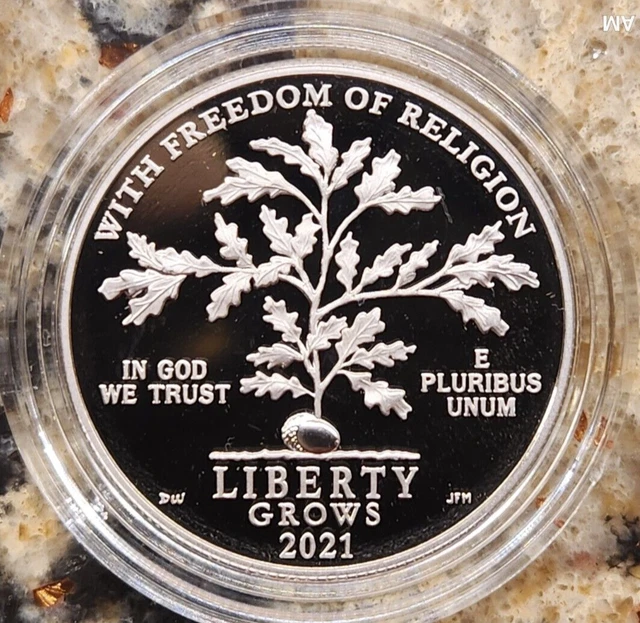 WITH FREEDOM OF RELIGION
IN GOD
WE TRUST
E
PLURIBUS
UNUM
DW
JFM
LIBERTY
GROWS
2021
AM